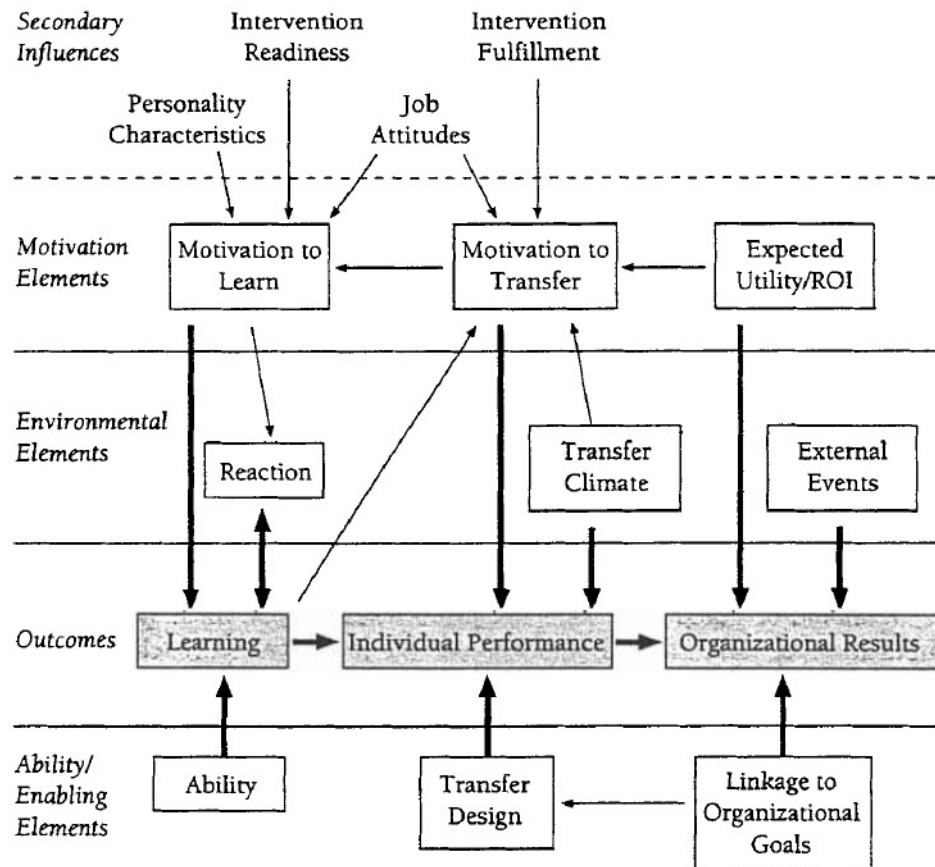 Secondary
Influences
Intervention
Readiness
Intervention
Fulfillment
Personality
Characteristics
Job
Attitudes
Motivation
Elements
Motivation to
Learn
Motivation to
Transfer
Expected
Utility/ROI
Environmental
Elements
Reaction
Transfer
Climate
External
Events
Outcomes
Learning
Individual Performance
Organizational Results
Ability/
Enabling
Elements
Ability
Transfer
Design
Linkage to
Organizational
Goals